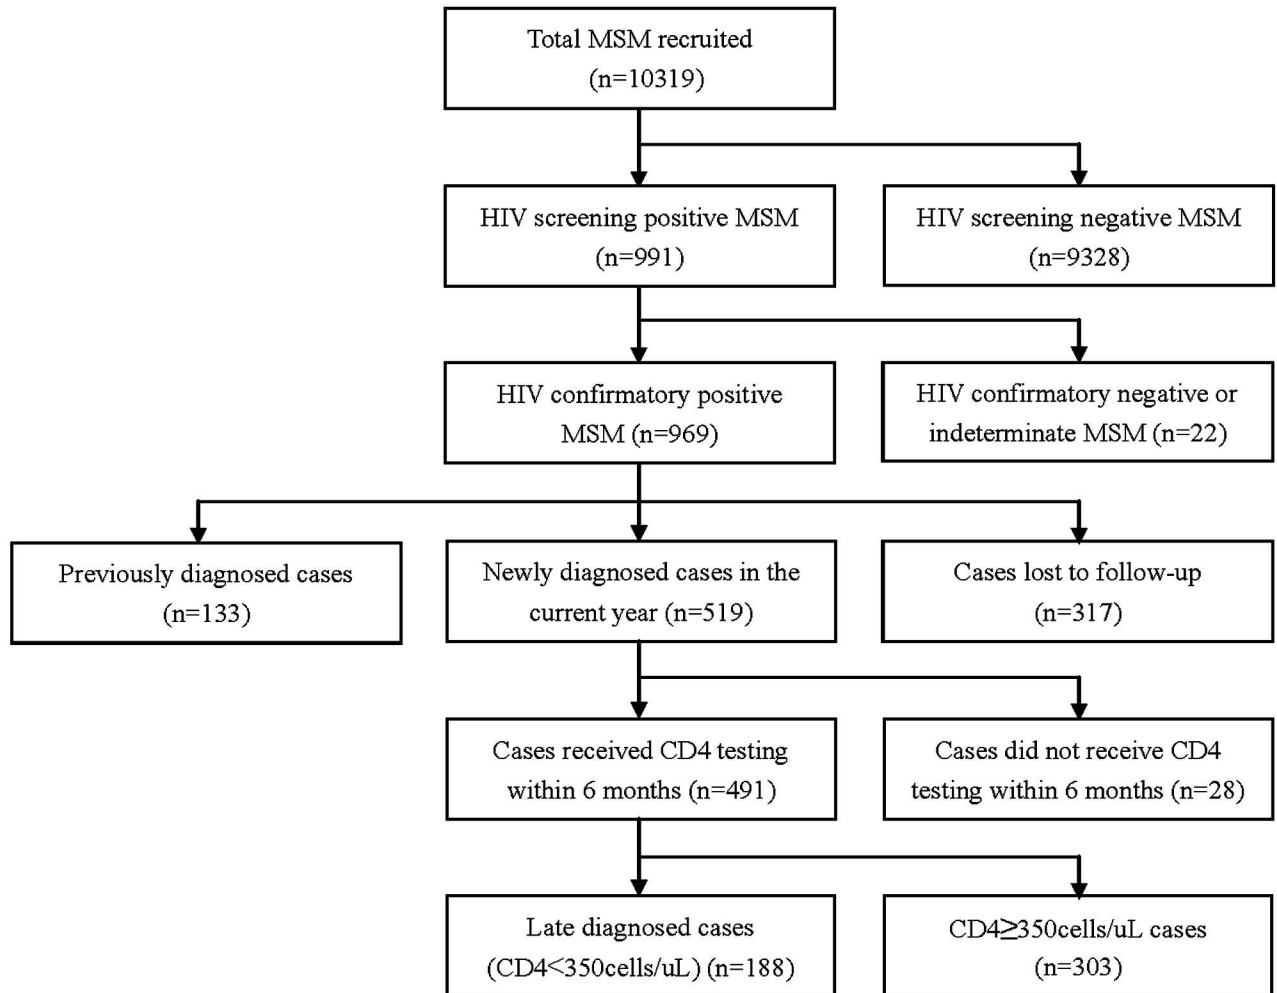 Total MSM recruited
(n=10319)
HIV screening positive MSM
(n=991)
HIV screening negative MSM
(n=9328)
HIV confirmatory positive
MSM (n=969)
HIV confirmatory negative or
indeterminate MSM (n=22)
Previously diagnosed cases
(n=133)
Newly diagnosed cases in the
current year (n=519)
Cases lost to follow-up
(n=317)
Cases received CD4 testing
within 6 months (n=491)
Cases did not receive CD4
testing within 6 months (n=28)
Late diagnosed cases
(CD4<350cells/uL) (n=188)
CD4≥350cells/uL cases
(n=303)